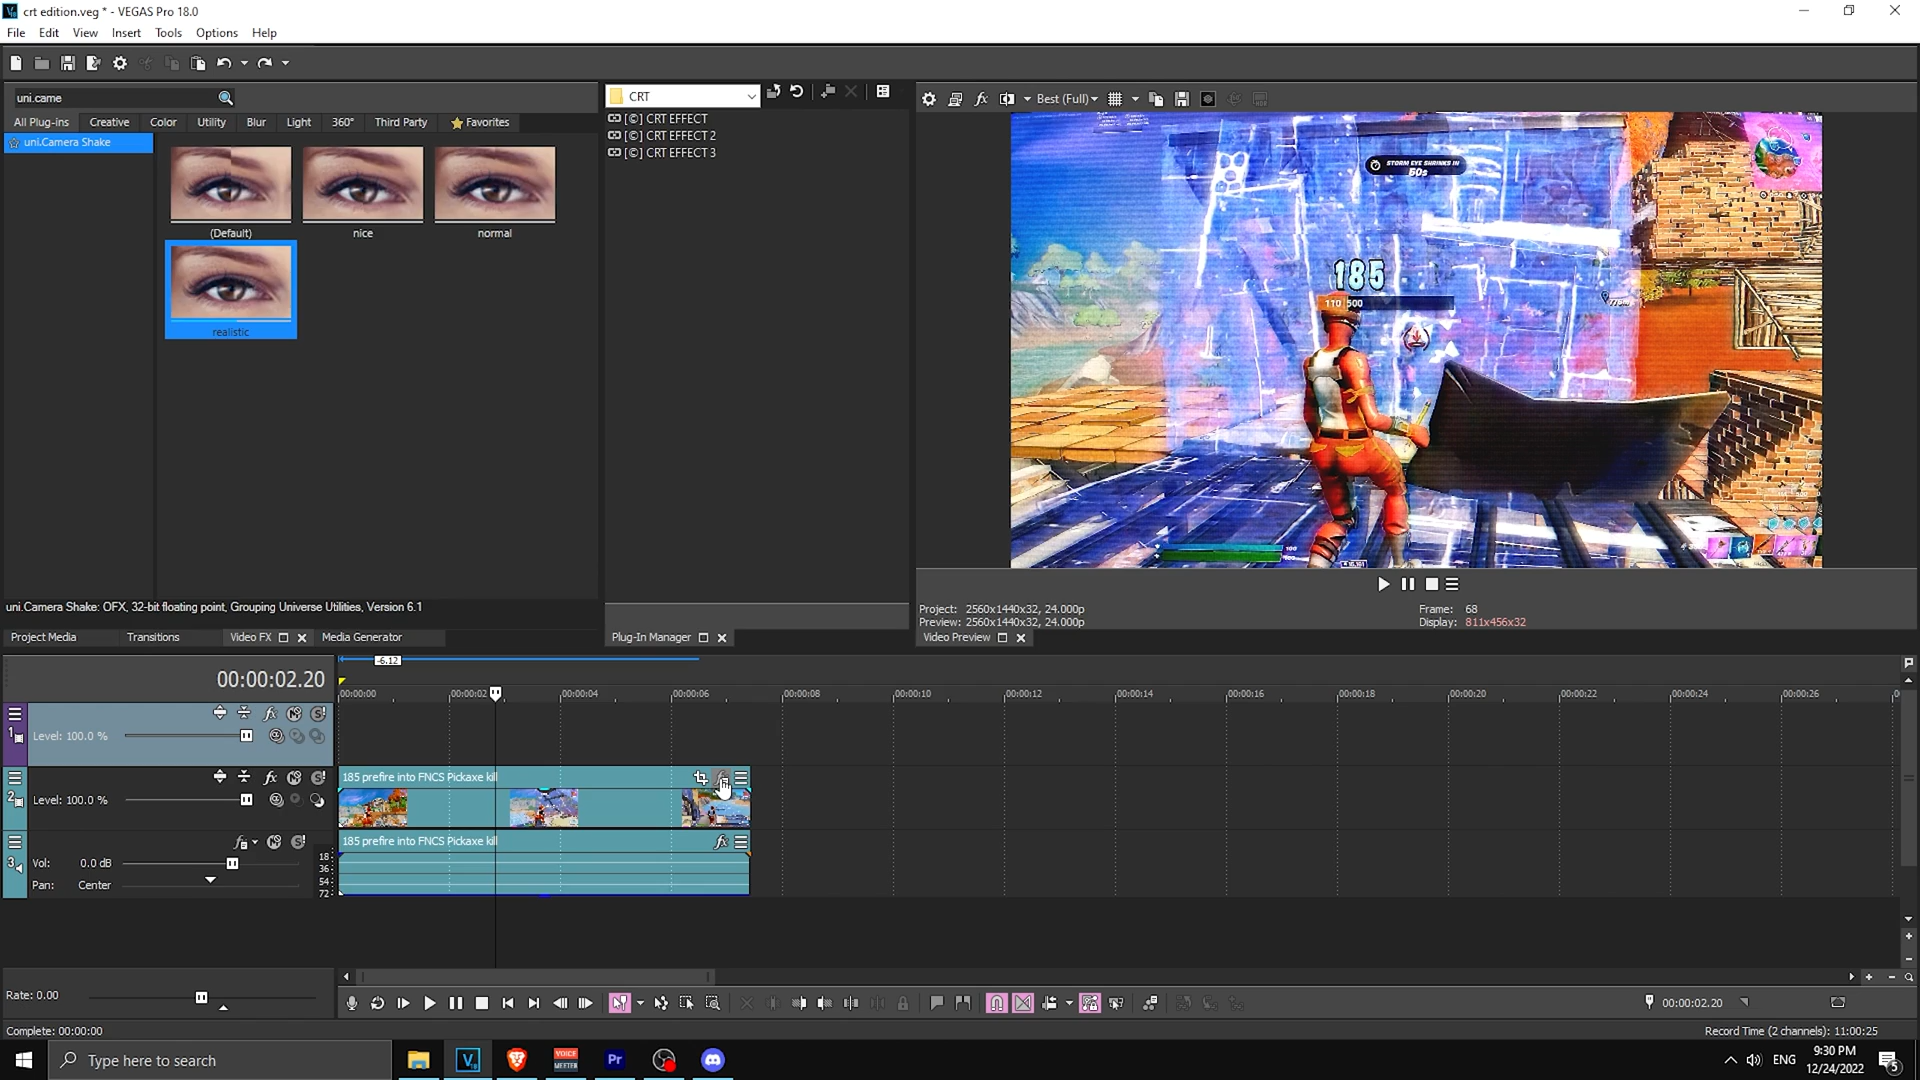 crt edition.veg * - VEGAS Pro 18.0
File Edit View Insert Tools Options Help
uni.came
All Plug-ins Creative Color Utility Blur Light 360° Third Party Favorites
uni.Camera Shake
(Default) nice normal
realistic
uni.Camera Shake: OFX, 32-bit floating point, Grouping Universe Utilities, Version 6.1
Project Media Transitions Video FX Media Generator
CRT
[©] CRT EFFECT
[©] CRT EFFECT 2
[©] CRT EFFECT 3
Plug-In Manager
Best (Full)
STORM EYE SHRINKS IN
50s
185
110 500
Project: 2560x1440x32, 24.000p
Preview: 2560x1440x32, 24.000p
Frame: 68
Display: 811x456x32
Video Preview
00:00:02.20
-6.12
00:00:00 00:00:02 00:00:04 00:00:06 00:00:08 00:00:10 00:00:12 00:00:14 00:00:16 00:00:18 00:00:20 00:00:22 00:00:24 00:00:26
1
Level: 100.0 %
2
Level: 100.0 %
185 prefire into FNCS Pickaxe kill
3
Vol: 0.0 dB
Pan: Center
18
36
54
72
185 prefire into FNCS Pickaxe kill
Rate: 0.00
00:00:02.20
Complete: 00:00:00
Record Time (2 channels): 11:00:25
Type here to search
VOICE
MEETER
Pr
ENG
9:30 PM
12/24/2022
5